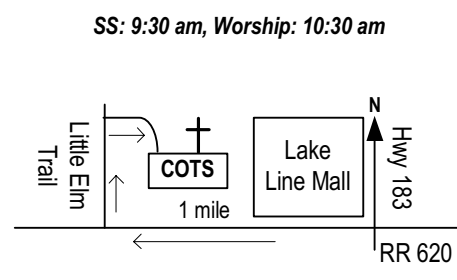 SS: 9:30 am, Worship: 10:30 am
N
Little Elm
Trail
COTS
Lake
Line Mall
Hwy 183
1 mile
RR 620